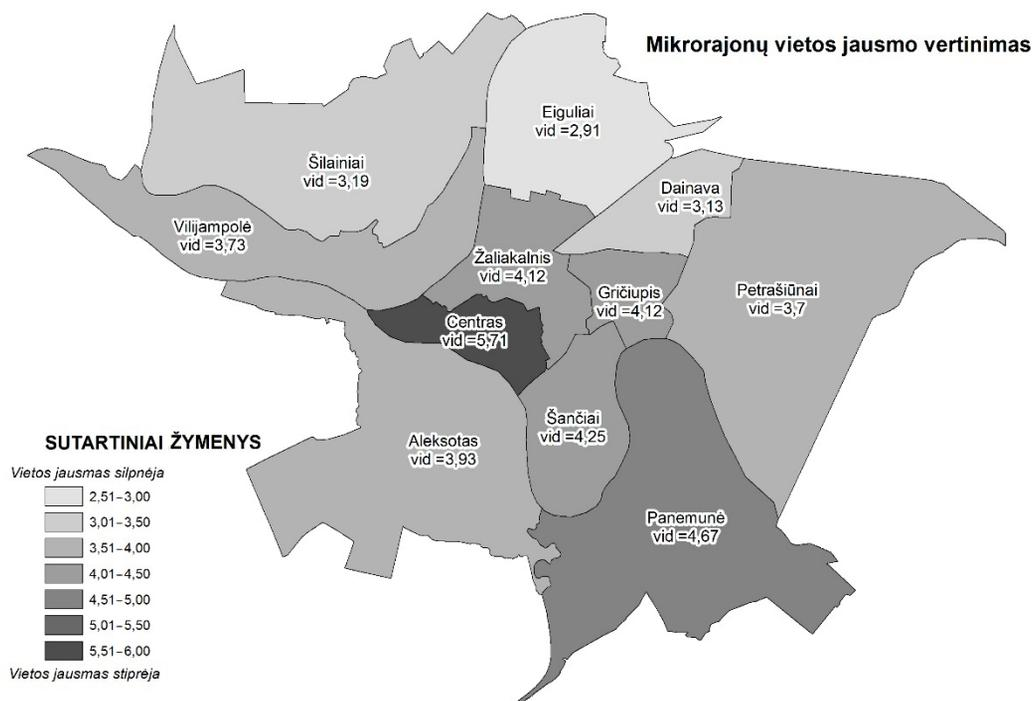 Mikrorajonų vietos jausmo vertinimas
Eiguliai
vid =2,91
Šilainiai
vid =3,19
Dainava
vid =3,13
Vilijampolė
vid =3,73
Žaliakalnis
vid =4,12
Gričiupis
vid =4,12
Petrašiūnai
vid =3,7
Centras
vid =5,71
Šančiai
vid =4,25
Aleksotas
vid =3,93
Panemunė
vid =4,67
SUTARTINIAI ŽYMENYS
Vietos jausmas silpnėja
2,51–3,00
3,01–3,50
3,51–4,00
4,01–4,50
4,51–5,00
5,01–5,50
5,51–6,00
Vietos jausmas stiprėja